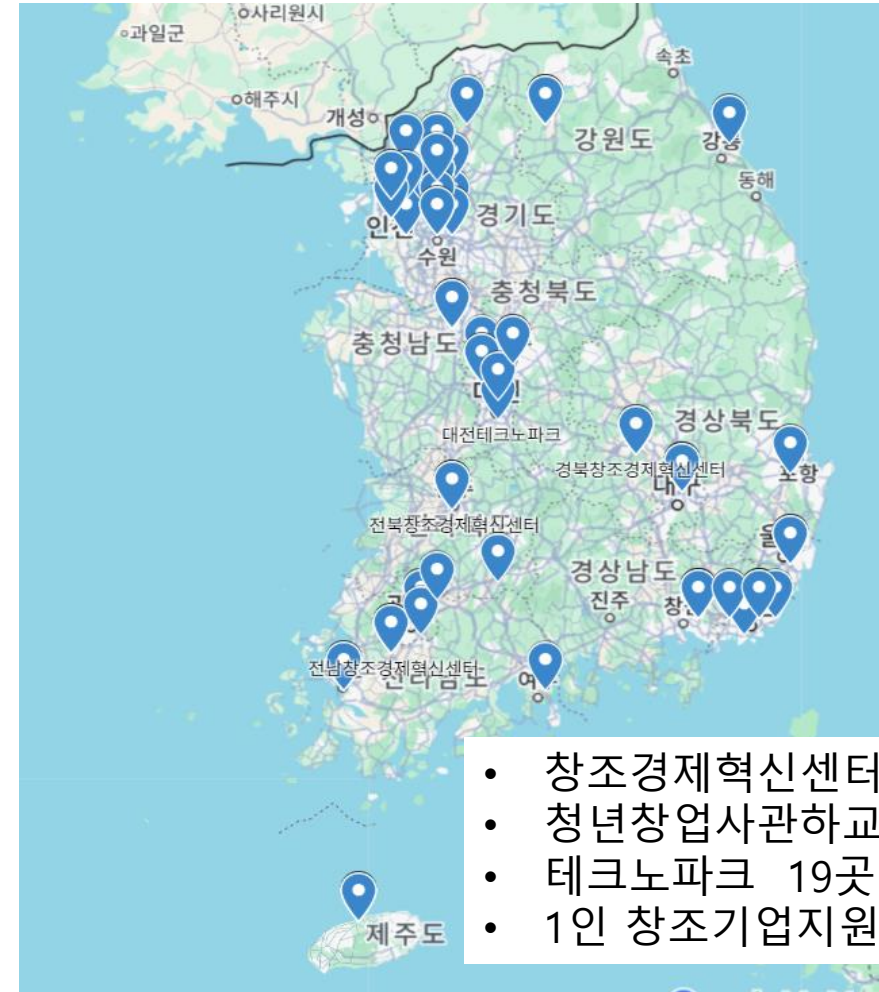 사리원시
과일군
속초
해주시
개성
강원도
동해
경기도
수원
충청북도
충청남도
대전테크노파크
경상북도
경북창조경제혁신센터
포항
전북창조경제혁신센터
경상남도
진주
전남창조경제혁신센터
전라남도
• 창조경제혁신센터
• 청년창업사관하교
• 테크노파크 19곳
• 1인 창조기업지원
제주도